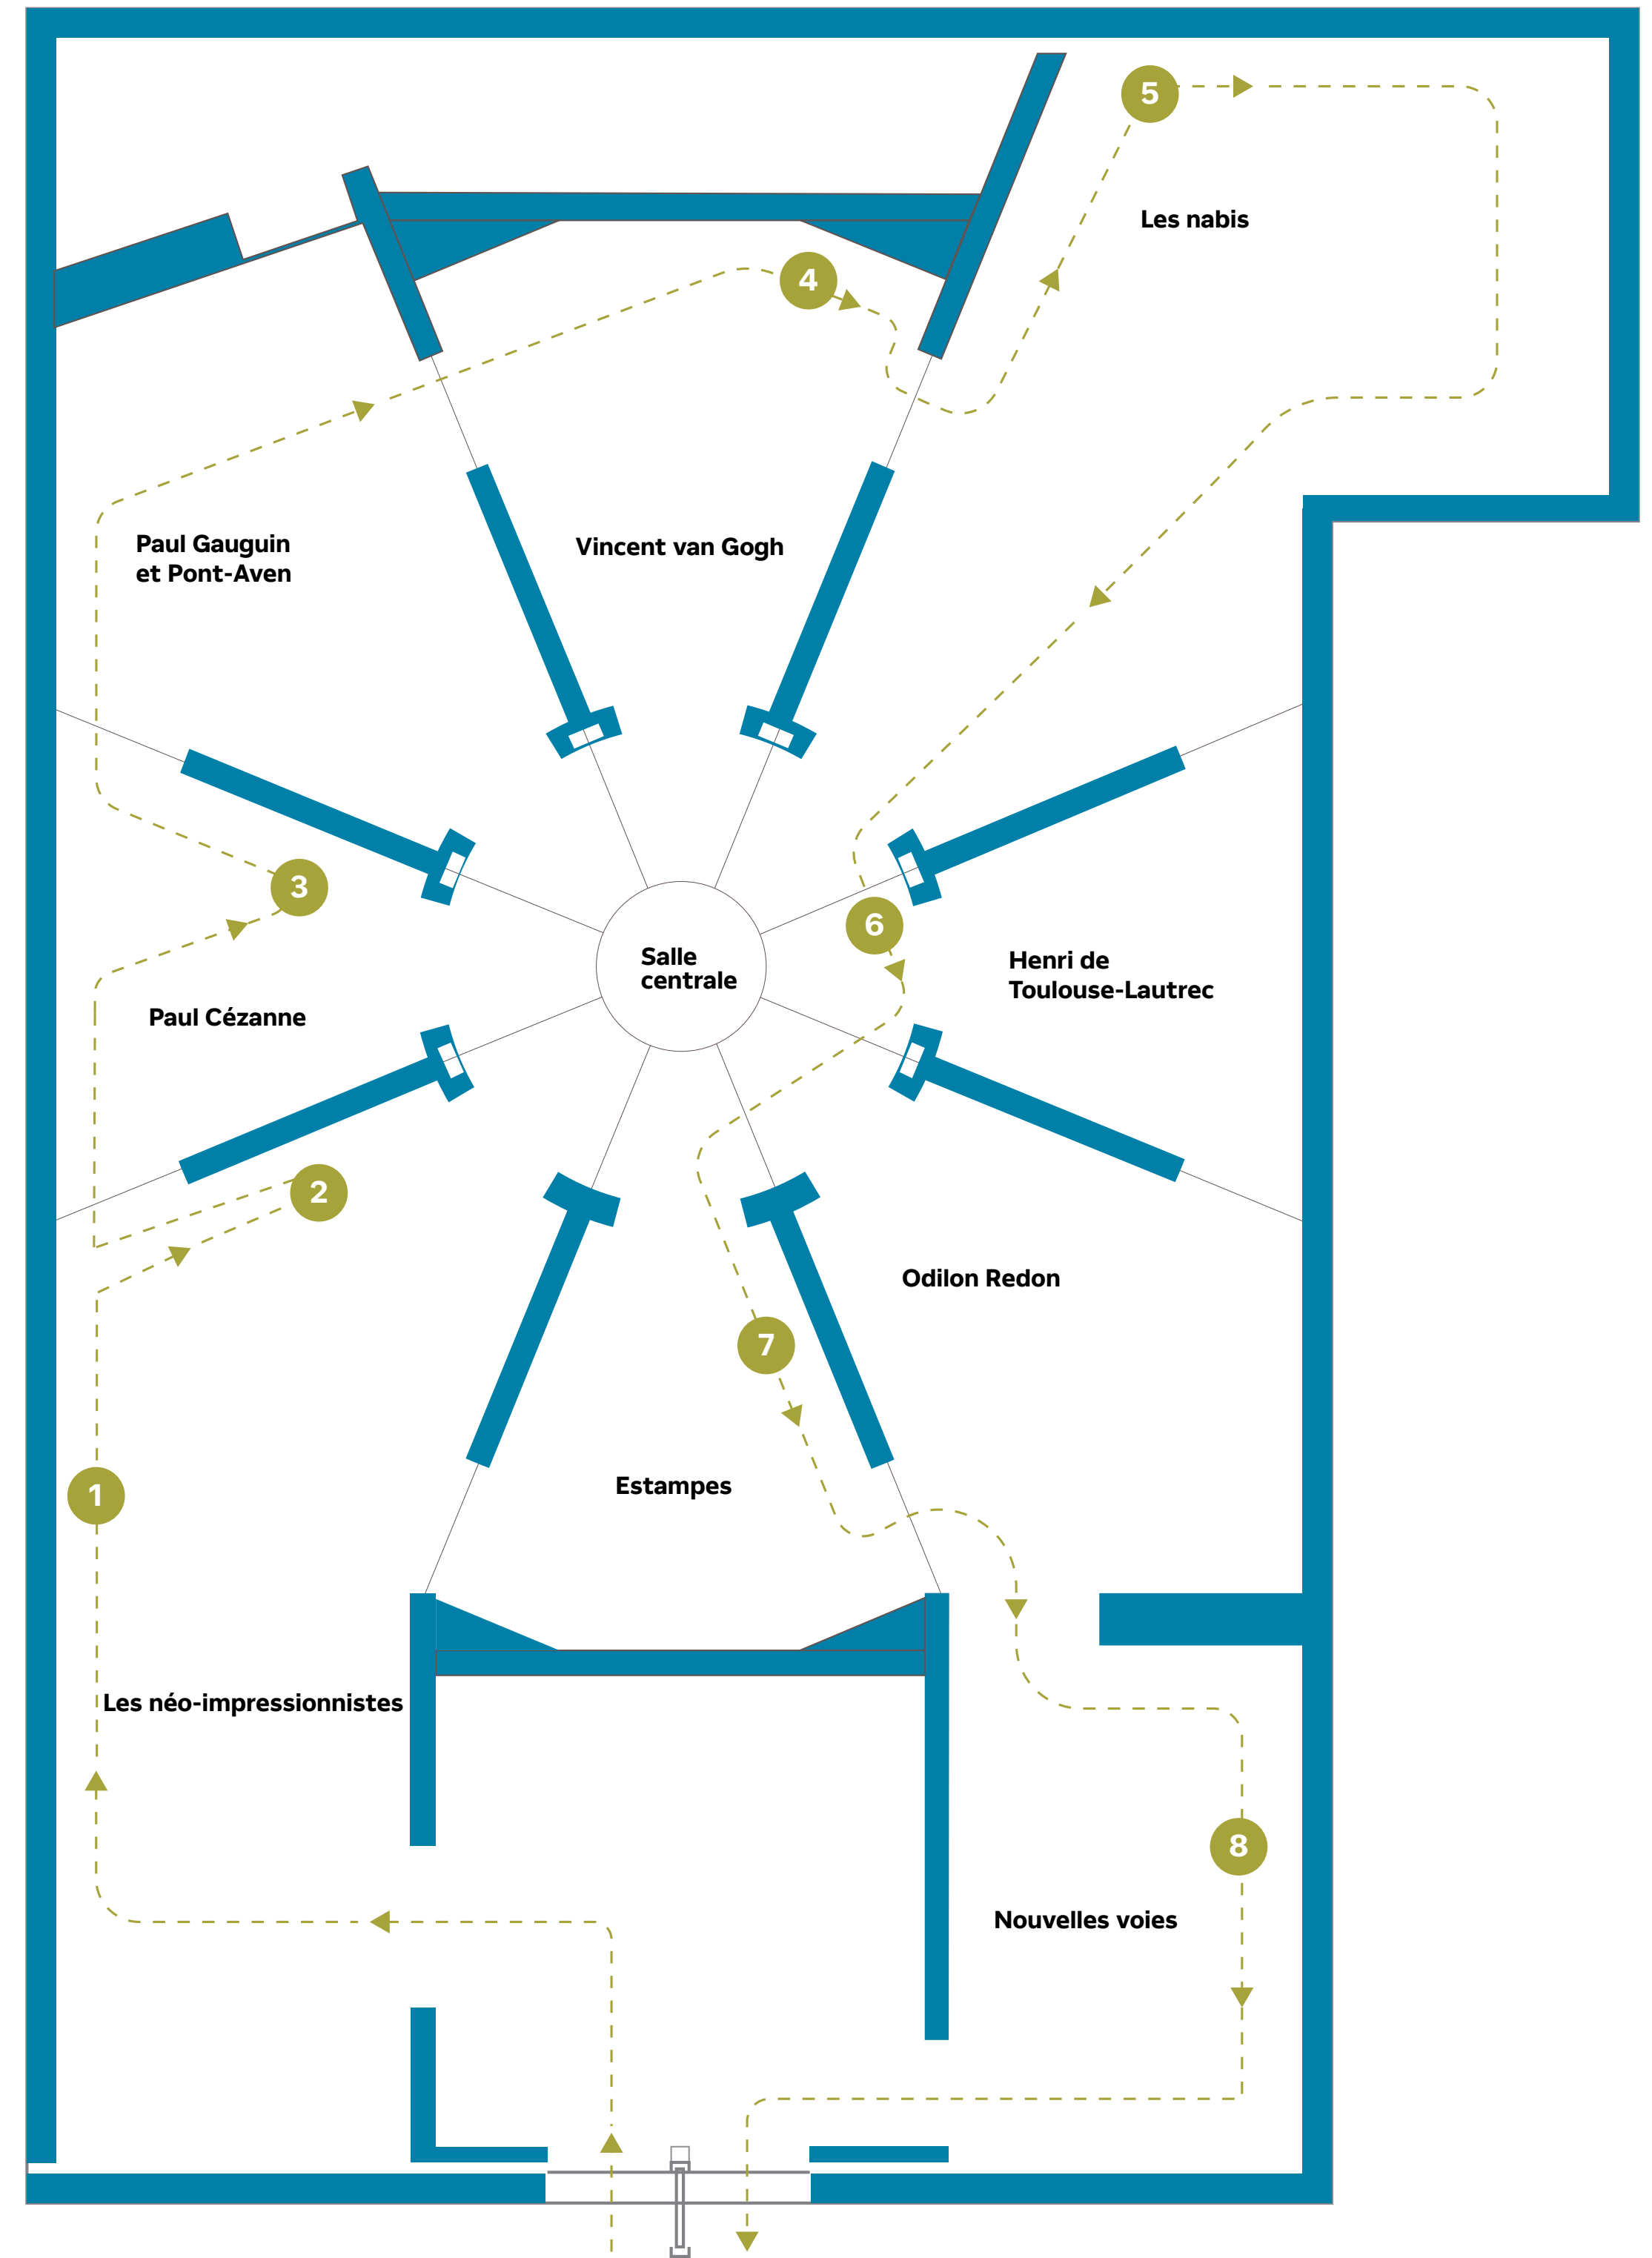 5
Les nabis
4
Paul Gauguin
et Pont-Aven
Vincent van Gogh
3
6
Salle
centrale
Henri de
Toulouse-Lautrec
Paul Cézanne
2
Odilon Redon
7
Estampes
1
Les néo-impressionnistes
8
Nouvelles voies